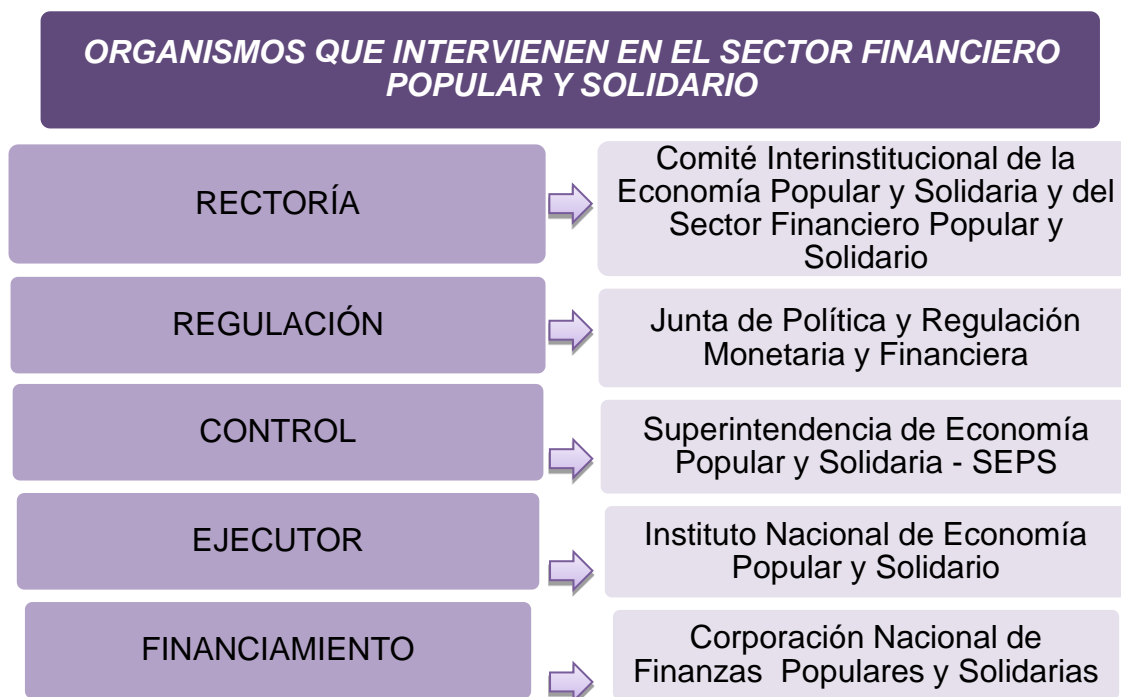 ORGANISMOS QUE INTERVIENEN EN EL SECTOR FINANCIERO
POPULAR Y SOLIDARIO
RECTORÍA
Comité Interinstitucional de la
Economía Popular y Solidaria y del
Sector Financiero Popular y
Solidario
REGULACIÓN
Junta de Política y Regulación
Monetaria y Financiera
CONTROL
Superintendencia de Economía
Popular y Solidaria - SEPS
EJECUTOR
Instituto Nacional de Economía
Popular y Solidario
FINANCIAMIENTO
Corporación Nacional de
Finanzas Populares y Solidarias